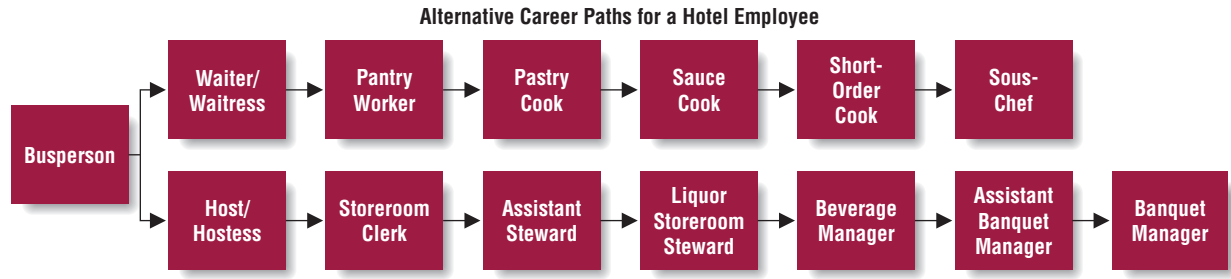 Alternative Career Paths for a Hotel Employee
Busperson
Waiter/
Waitress
Pantry
Worker
Pastry
Cook
Sauce
Cook
Short-
Order
Cook
Sous-
Chef
Host/
Hostess
Storeroom
Clerk
Assistant
Steward
Liquor
Storeroom
Steward
Beverage
Manager
Assistant
Banquet
Manager
Banquet
Manager